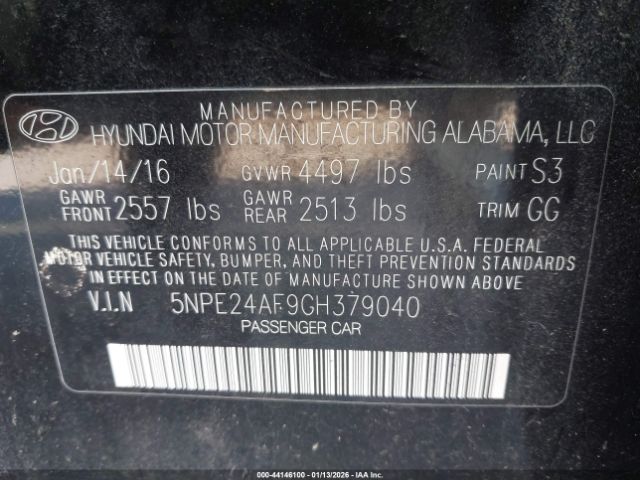 MANUFACTURED BY
HYUNDAI MOTOR MANUFACTURING ALABAMA, LLC
Jan/14/16 GVWR 4497 lbs PAINT S3
GAWR FRONT 2557 lbs GAWR REAR 2513 lbs TRIM GG
THIS VEHICLE CONFORMS TO ALL APPLICABLE U.S.A. FEDERAL
MOTOR VEHICLE SAFETY, BUMPER, AND THEFT PREVENTION STANDARDS
IN EFFECT ON THE DATE OF MANUFACTURE SHOWN ABOVE.
V.I.N 5NPE24AF9GH379040
PASSENGER CAR
000-44146100 - 01/13/2026 - IAA Inc.